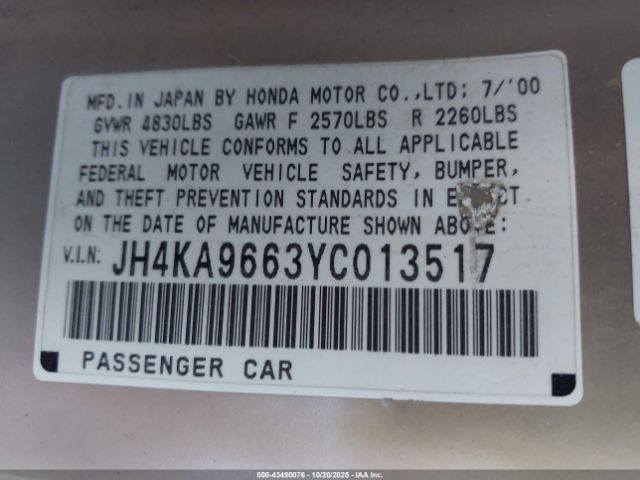 MFD.IN JAPAN BY HONDA MOTOR CO.,LTD; 7/'00
GVWR 4830LBS GAWR F 2570LBS R 2260LBS
THIS VEHICLE CONFORMS TO ALL APPLICABLE
FEDERAL MOTOR VEHICLE SAFETY, BUMPER,
AND THEFT PREVENTION STANDARDS IN EFFECT
ON THE DATE OF MANUFACTURE SHOWN ABOVE:
V.I.N: JH4KA9663YC013517
PASSENGER CAR
000-43490076 - 10/20/2025 - IAAI Inc.